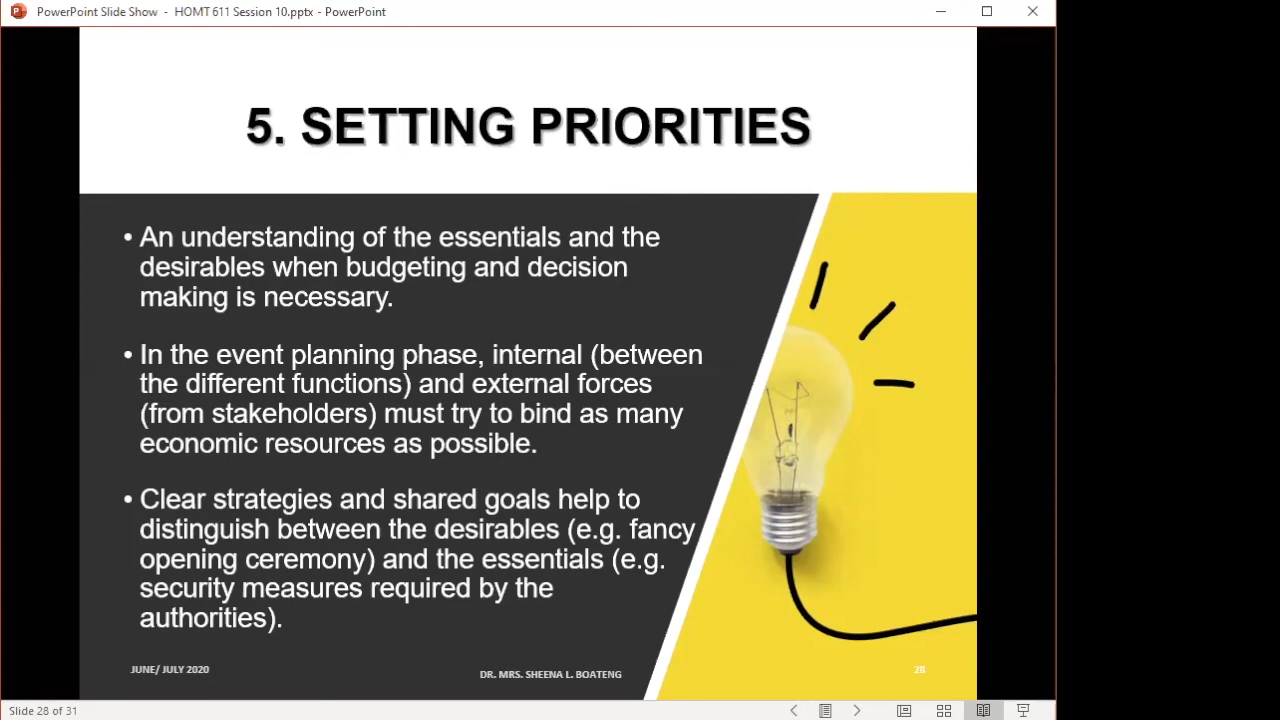 PowerPoint Slide Show - HOMT 611 Session 10.pptx - PowerPoint
5. SETTING PRIORITIES
• An understanding of the essentials and the
desirables when budgeting and decision
making is necessary.
• In the event planning phase, internal (between
the different functions) and external forces
(from stakeholders) must try to bind as many
economic resources as possible.
• Clear strategies and shared goals help to
distinguish between the desirables (e.g. fancy
opening ceremony) and the essentials (e.g.
security measures required by the
authorities).
JUNE/ JULY 2020
DR. MRS. SHEENA L. BOATENG
28
Slide 28 of 31